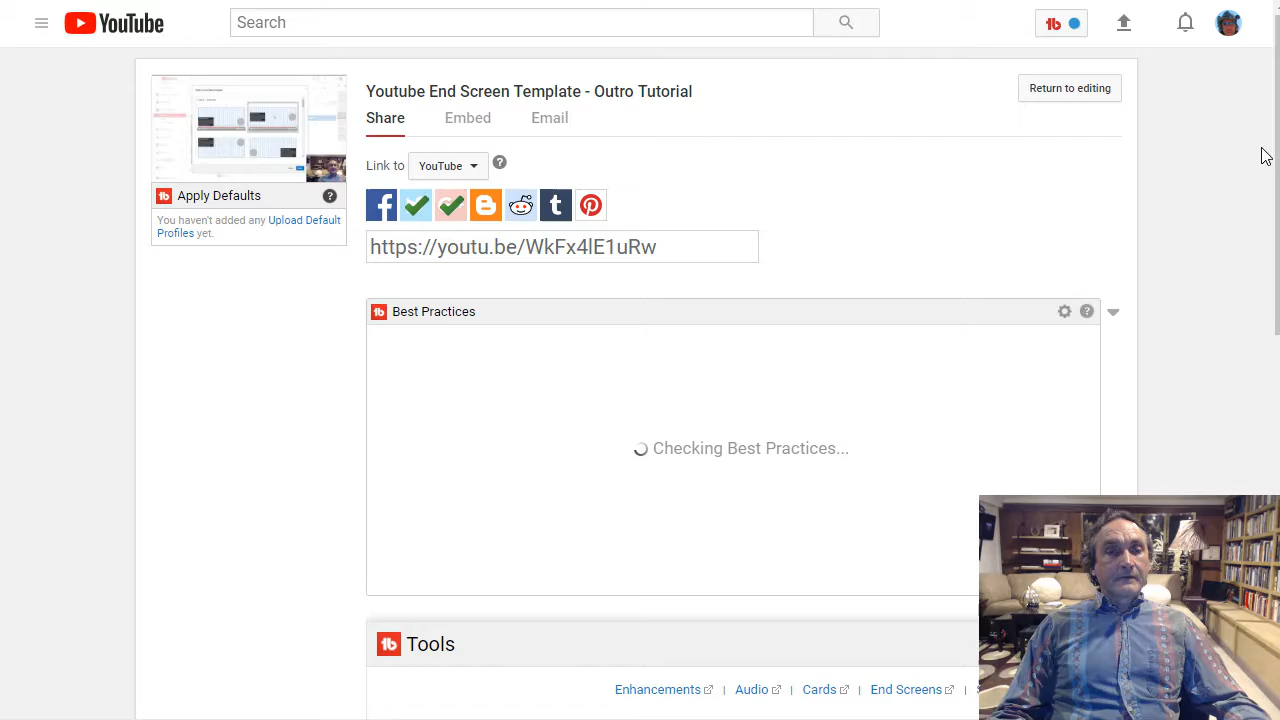 YouTube
Search
Youtube End Screen Template - Outro Tutorial
Return to editing
Share Embed Email
Link to YouTube
Apply Defaults
You haven't added any Upload Default
Profiles yet.
https://youtu.be/WkFx4lE1uRw
Best Practices
Checking Best Practices...
Tools
Enhancements | Audio | Cards | End Screens |